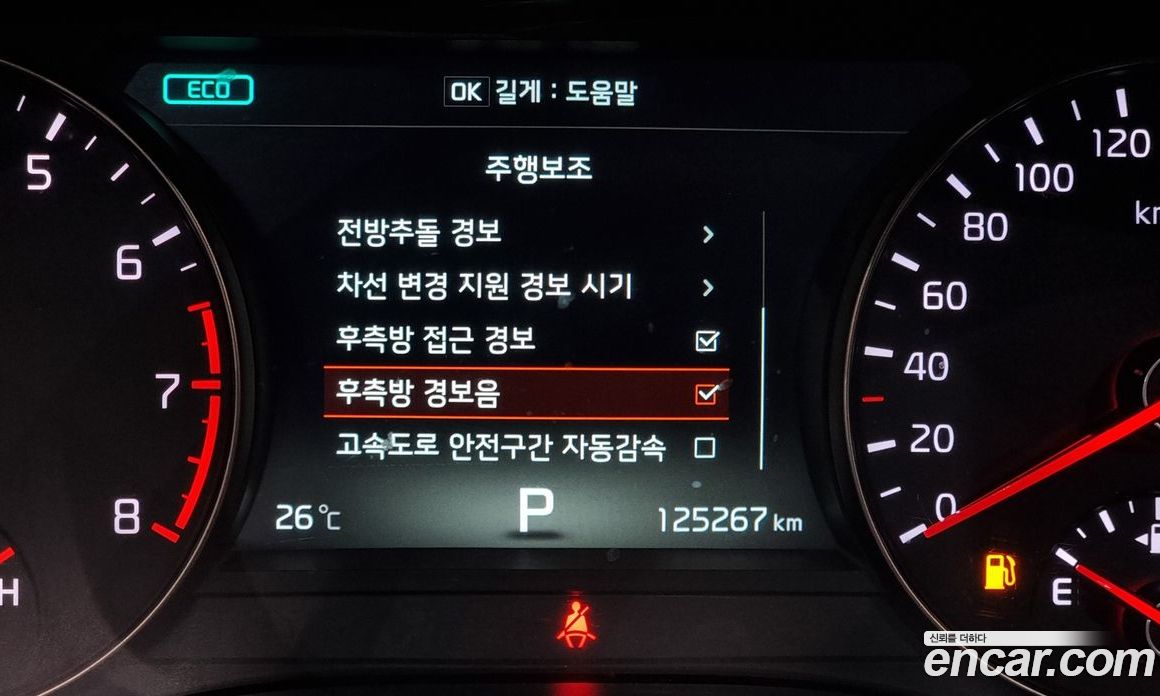 ECO
OK 길게 : 도움말
주행보조
전방추돌 경보
차선 변경 지원 경보 시기
후측방 접근 경보
후측방 경보음
고속도로 안전구간 자동감속
26℃
P
125267 km
5
6
7
8
H
120
100
80
60
40
20
0
E
신뢰를 더하다
encar.com